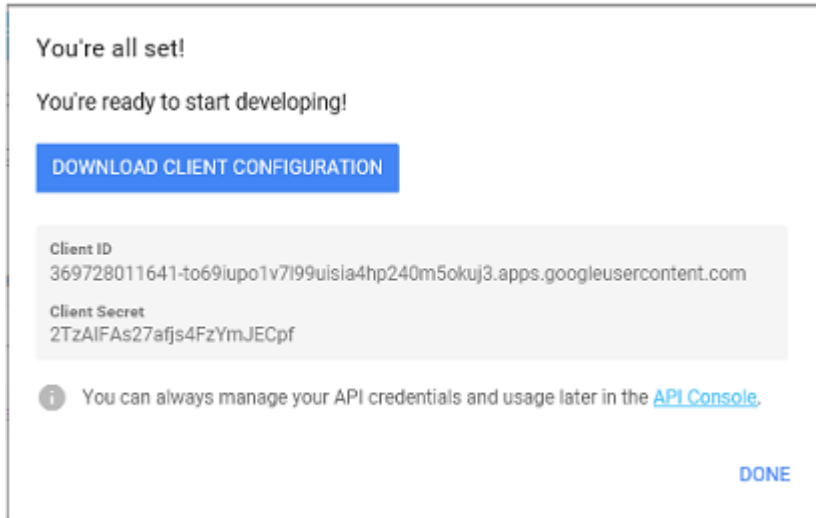 You're all set!
You're ready to start developing!
DOWNLOAD CLIENT CONFIGURATION
Client ID
369728011641-to69iupo1v7l99uisia4hp240m5okuj3.apps.googleusercontent.com
Client Secret
2TzAlFAs27afjs4FzYmJECpf
You can always manage your API credentials and usage later in the API Console.
DONE